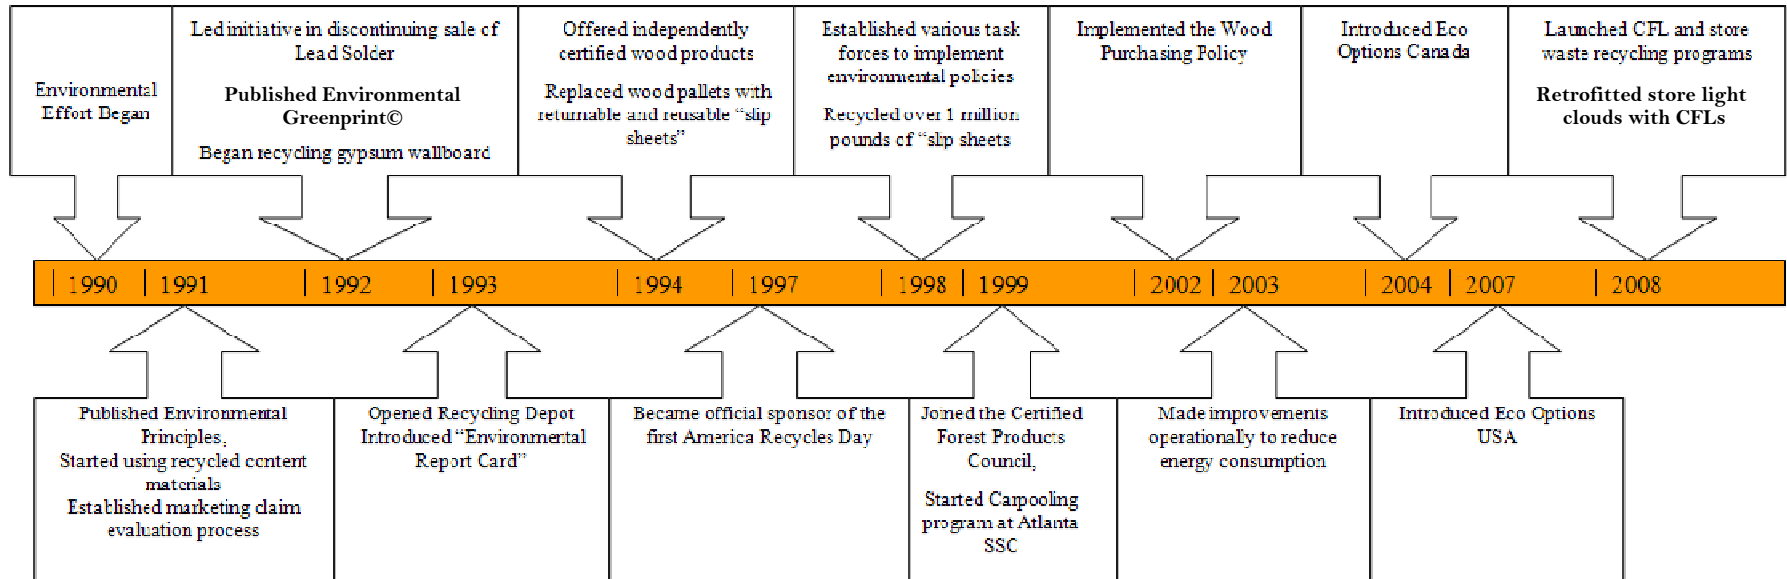 Environmental
Effort Began
Led initiative in discontinuing sale of
Lead Solder
Published Environmental
Greenprint©
Began recycling gypsum wallboard
Offered independently
certified wood products
Replaced wood pallets with
returnable and reusable “slip
sheets”
Established various task
forces to implement
environmental policies
Recycled over 1 million
pounds of “slip sheets
Implemented the Wood
Purchasing Policy
Introduced Eco
Options Canada
Launched CFL and store
waste recycling programs
Retrofitted store light
clouds with CFLs
1990 1991 1992 1993 1994 1997 1998 1999 2002 2003 2004 2007 2008
Published Environmental
Principles,
Started using recycled content
materials
Established marketing claim
evaluation process
Opened Recycling Depot
Introduced “Environmental
Report Card”
Became official sponsor of the
first America Recycles Day
Joined the Certified
Forest Products
Council,
Started Carpooling
program at Atlanta
SSC
Made improvements
operationally to reduce
energy consumption
Introduced Eco Options
USA